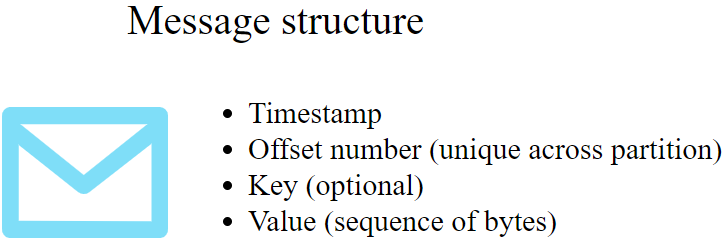 Message structure
• Timestamp
• Offset number (unique across partition)
• Key (optional)
• Value (sequence of bytes)